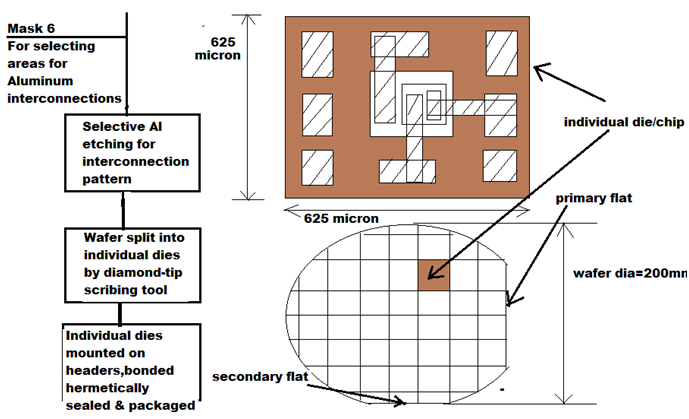 Mask 6
For selecting
areas for
Aluminum
interconnections
Selective Al
etching for
interconnection
pattern
Wafer split into
individual dies
by diamond-tip
scribing tool
Individual dies
mounted on
headers,bonded
hermetically
sealed & packaged
625
micron
625 micron
individual die/chip
primary flat
wafer dia=200mm
secondary flat